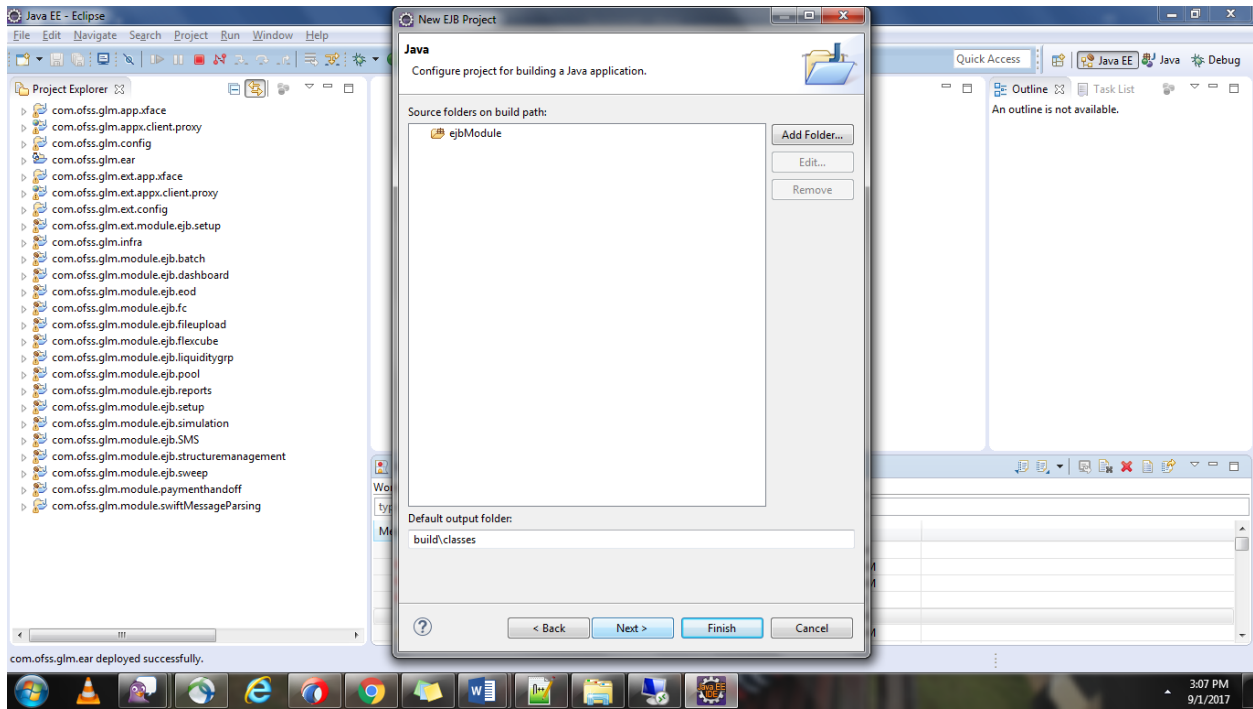 Java EE - Eclipse
File Edit Navigate Search Project Run Window Help
Quick Access
Java EE
Java
Debug
Project Explorer
com.ofss.glm.app.xface
com.ofss.glm.appx.client.proxy
com.ofss.glm.config
com.ofss.glm.ear
com.ofss.glm.ext.app.xface
com.ofss.glm.ext.appx.client.proxy
com.ofss.glm.ext.config
com.ofss.glm.ext.module.ejb.setup
com.ofss.glm.infra
com.ofss.glm.module.ejb.batch
com.ofss.glm.module.ejb.dashboard
com.ofss.glm.module.ejb.eod
com.ofss.glm.module.ejb.fc
com.ofss.glm.module.ejb.fileupload
com.ofss.glm.module.ejb.flexcube
com.ofss.glm.module.ejb.liquiditygrp
com.ofss.glm.module.ejb.pool
com.ofss.glm.module.ejb.reports
com.ofss.glm.module.ejb.setup
com.ofss.glm.module.ejb.simulation
com.ofss.glm.module.ejb.SMS
com.ofss.glm.module.ejb.structuremanagement
com.ofss.glm.module.ejb.sweep
com.ofss.glm.module.paymenthandoff
com.ofss.glm.module.swiftMessageParsing
com.ofss.glm.ear deployed successfully.
New EJB Project
Java
Configure project for building a Java application.
Source folders on build path:
ejbModule
Add Folder...
Edit...
Remove
Default output folder:
build\classes
< Back
Next >
Finish
Cancel
Outline
Task List
An outline is not available.
3:07 PM
9/1/2017